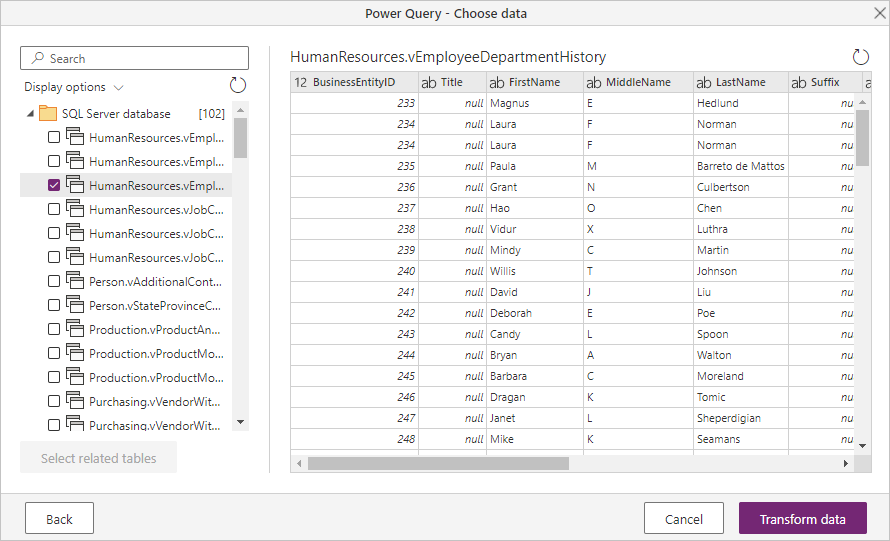 Power Query - Choose data
Search
Display options
SQL Server database [102]
HumanResources.vEmpl...
HumanResources.vEmpl...
HumanResources.vEmpl...
HumanResources.vJobC...
HumanResources.vJobC...
HumanResources.vJobC...
Person.vAdditionalCont...
Person.vStateProvinceC...
Production.vProductAn...
Production.vProductMo...
Production.vProductMo...
Purchasing.vVendorWit...
Purchasing.vVendorWit...
Select related tables
HumanResources.vEmployeeDepartmentHistory
12 BusinessEntityID ab Title ab FirstName ab MiddleName ab LastName ab Suffix a
233 null Magnus E Hedlund nu
234 null Laura F Norman nu
234 null Laura F Norman nu
235 null Paula M Barreto de Mattos nu
236 null Grant N Culbertson nu
237 null Hao O Chen nu
238 null Vidur X Luthra nu
239 null Mindy C Martin nu
240 null Willis T Johnson nu
241 null David J Liu nu
242 null Deborah E Poe nu
243 null Candy L Spoon nu
244 null Bryan A Walton nu
245 null Barbara C Moreland nu
246 null Dragan K Tomic nu
247 null Janet L Sheperdigian nu
248 null Mike K Seamans nu
Back
Cancel
Transform data